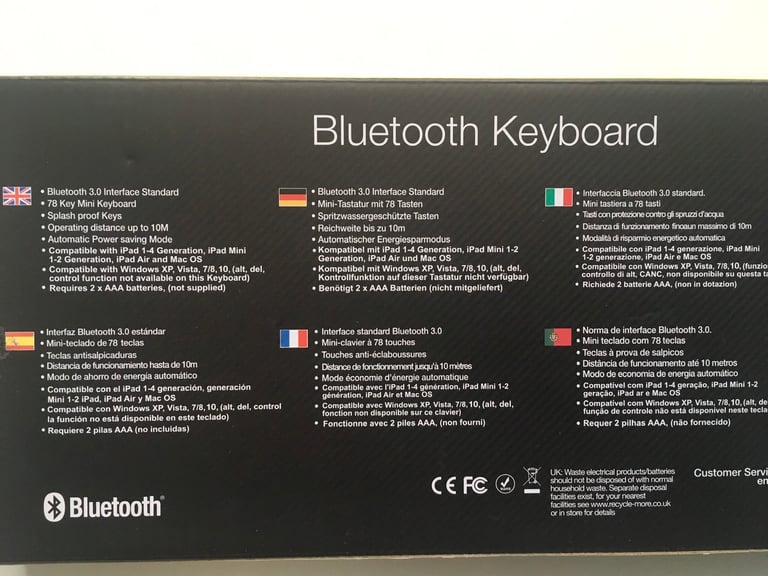 Bluetooth Keyboard
• Bluetooth 3.0 Interface Standard
• 78 Key Mini Keyboard
• Splash proof Keys
• Operating distance up to 10M
• Automatic Power saving Mode
• Compatible with iPad 1-4 Generation, iPad Mini
1-2 Generation, iPad Air and Mac OS
• Compatible with Windows XP, Vista, 7/8,10, (alt, del,
control function not available on this Keyboard)
• Requires 2 x AAA batteries, (not supplied)
• Bluetooth 3.0 Interface Standard
• Mini-Tastatur mit 78 Tasten
• Spritzwassergeschützte Tasten
• Reichweite bis zu 10m
• Automatischer Energiesparmodus
• Kompatibel mit iPad 1-4 Generation, iPad Mini 1-2
Generation, iPad Air und Mac OS
• Kompatibel mit Windows XP, Vista, 7/8,10, (alt, del,
Kontrollfunktion auf dieser Tastatur nicht verfügbar)
• Benötigt 2 x AAA Batterien (nicht mitgeliefert)
• Interfaccia Bluetooth 3.0 standard.
• Mini tastiera a 78 tasti
• Tasti con protezione contro gli spruzzi d'acqua
• Distanza di funzionamento finoaun massimo di 10m
• Modalità di risparmio energetico automatica
• Compatibile con iPad 1-4 generazione, iPad Mini
1-2 generazione, iPad Air e Mac OS
• Compatibile con Windows XP, Vista, 7/8,10, (funzio
controllo di alt, CANC, non disponibile su questa ta
• Richiede 2 batterie AAA, (non in dotazion)
• Interfaz Bluetooth 3.0 estándar
• Mini-teclado de 78 teclas
• Teclas antisalpicaduras
• Distancia de funcionamiento hasta de 10m
• Modo de ahorro de energía automático
• Compatible con el iPad 1-4 generación, generación
Mini 1-2 iPad, iPad Air y Mac OS
• Compatible con Windows XP, Vista, 7/8,10, (alt, del, control
la función no está disponible en este teclado)
• Requiere 2 pilas AAA (no incluidas)
• Interface standard Bluetooth 3.0
• Mini-clavier à 78 touches
• Touches anti-éclaboussures
• Distance de fonctionnement jusqu'à 10 mètres
• Mode économie d'énergie automatique
• Compatible avec iPad 1-4 génération, iPad Mini 1-2
génération, iPad Air et Mac OS
• Compatible avec Windows XP, Vista, 7/8,10, (alt, del,
fonction non disponible sur ce clavier)
• Fonctionne avec 2 piles AAA, (non fourni)
• Norma de interface Bluetooth 3.0.
• Mini teclado com 78 teclas
• Teclas à prova de salpicos
• Distância de funcionamento até 10 metros
• Modo de economia de energia automático
• Compatível com iPad 1-4 geração, iPad Mini 1-2
geração, iPad ar e Mac OS
• Compatível com Windows XP, Vista, 7/8,10, (alt, de
função de controle não está disponível neste tecla
• Requer 2 pilhas AAA, (não fornecido)
Bluetooth®
CE FC
UK: Waste electrical products/batteries
should not be disposed of with normal
household waste. Separate disposal
facilities exist, for your nearest
facilities see www.recycle-more.co.uk
or in store for details
Customer Servi
en